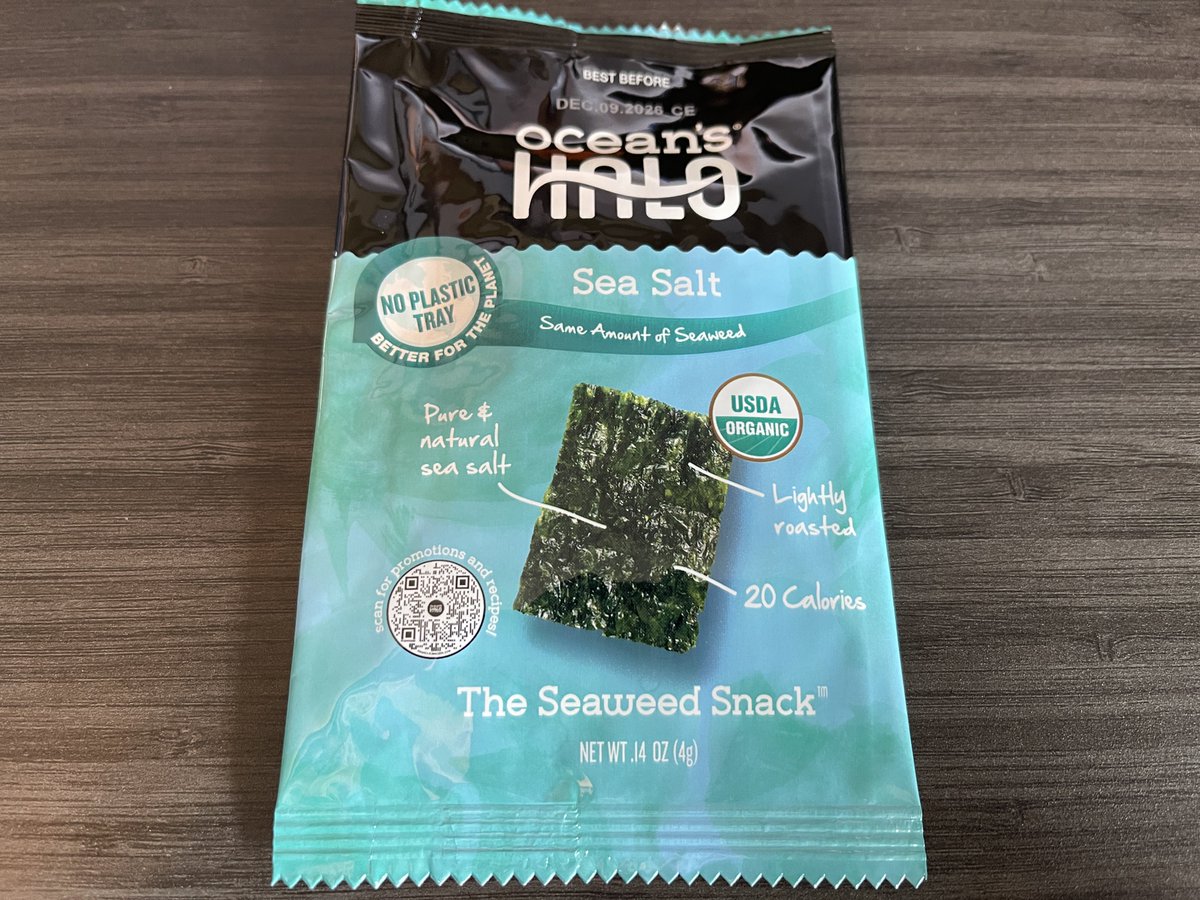 BEST BEFORE
DEC.09.2026 CE
ocean's®
HALO
NO PLASTIC
TRAY
BETTER FOR THE PLANET
Sea Salt
Same Amount of Seaweed
USDA
ORGANIC
Pure &
natural
sea salt
Lightly
roasted
20 Calories
scan for promotions and recipes!
The Seaweed Snack™
NET WT .14 OZ (4g)